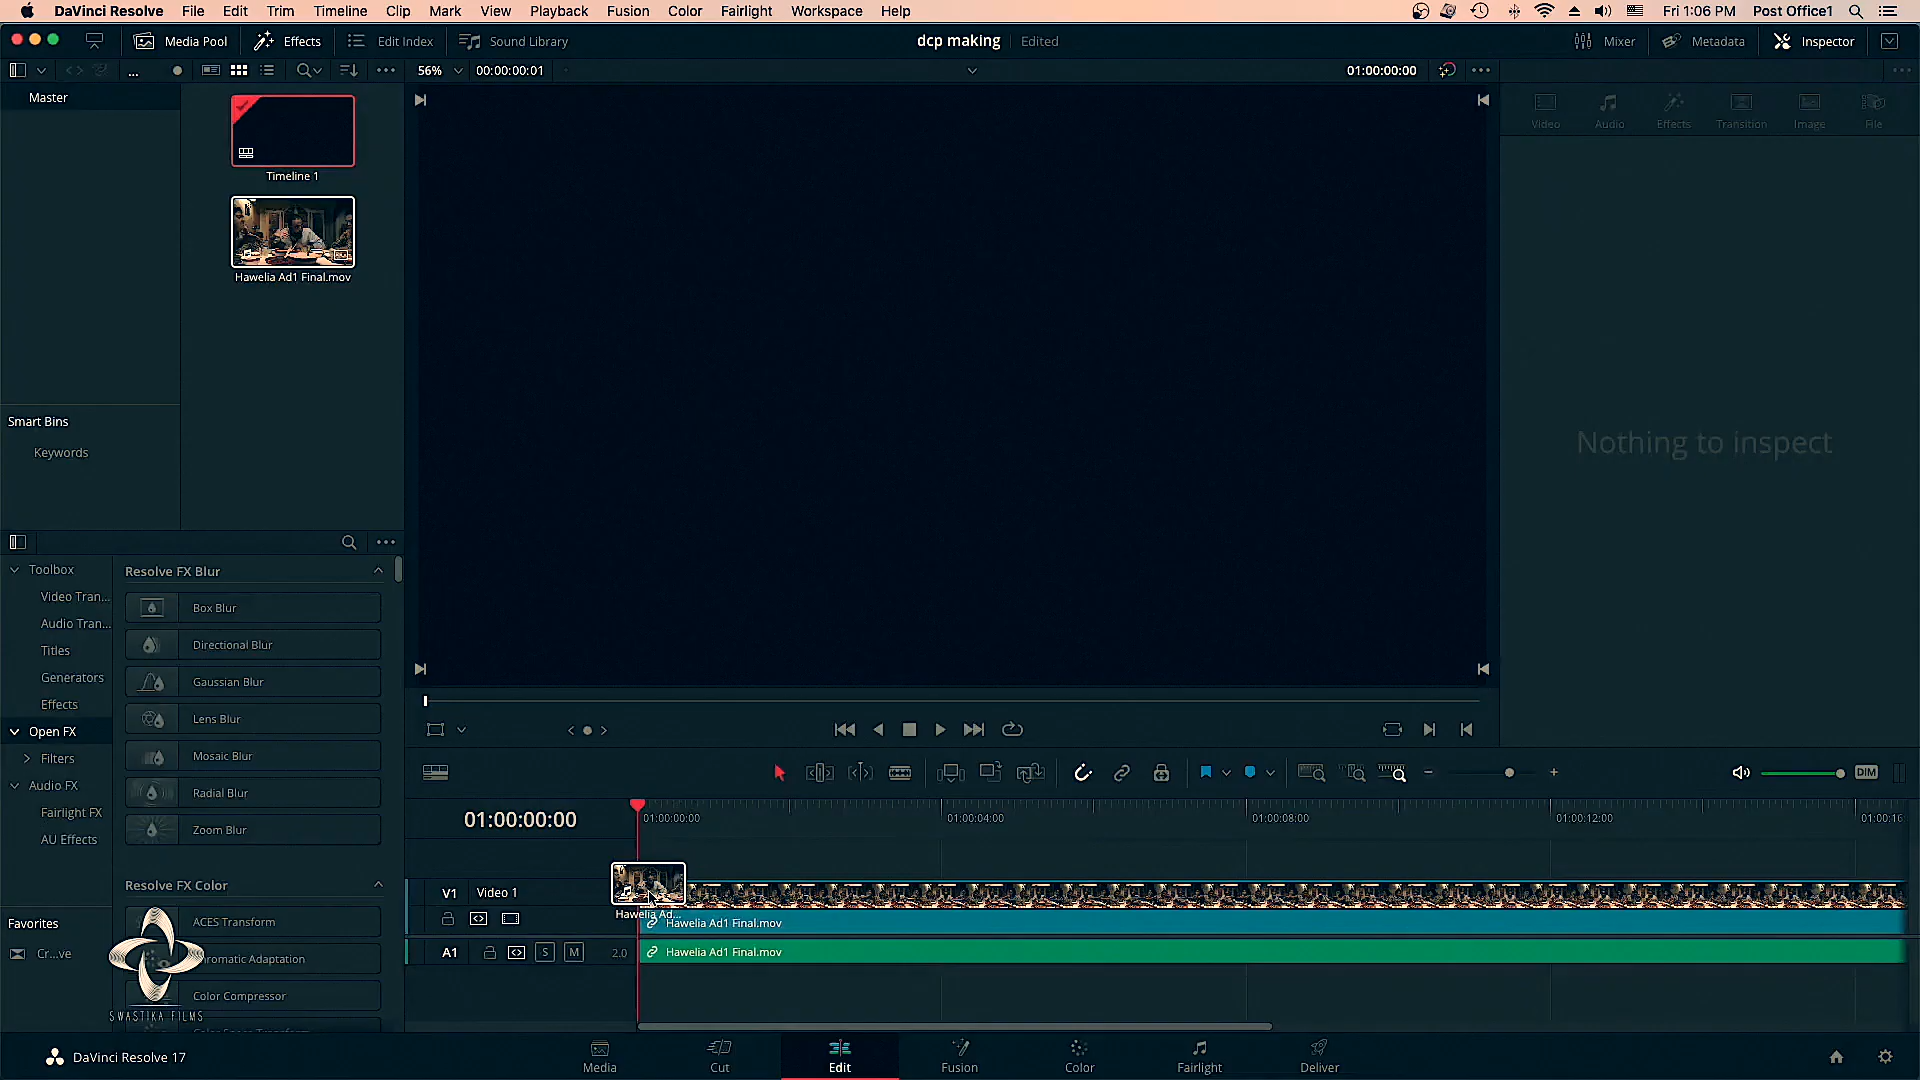 DaVinci Resolve File Edit Trim Timeline Clip Mark View Playback Fusion Color Fairlight Workspace Help Fri 1:06 PM Post Office1
Media Pool Effects Edit Index Sound Library dcp making Edited Mixer Metadata Inspector
56% 00:00:00:01 01:00:00:00
Master
Video Audio Effects Transition Image File
Timeline 1
Hawelia Ad1 Final.mov
Smart Bins
Keywords
Nothing to inspect
Toolbox
Video Tran...
Audio Tran...
Titles
Generators
Effects
Open FX
Filters
Audio FX
Fairlight FX
AU Effects
Favorites
Cr...ve
Resolve FX Blur
Box Blur
Directional Blur
Gaussian Blur
Lens Blur
Mosaic Blur
Radial Blur
Zoom Blur
Resolve FX Color
ACES Transform
Chromatic Adaptation
Color Compressor
Color Space Transform
SWASTIKA FILMS
DIM
01:00:00:00 01:00:00:00 01:00:04:00 01:00:08:00 01:00:12:00 01:00:16
V1 Video 1
Hawelia Ad...
Hawelia Ad1 Final.mov
A1 S M 2.0 Hawelia Ad1 Final.mov
DaVinci Resolve 17
Media Cut Edit Fusion Color Fairlight Deliver